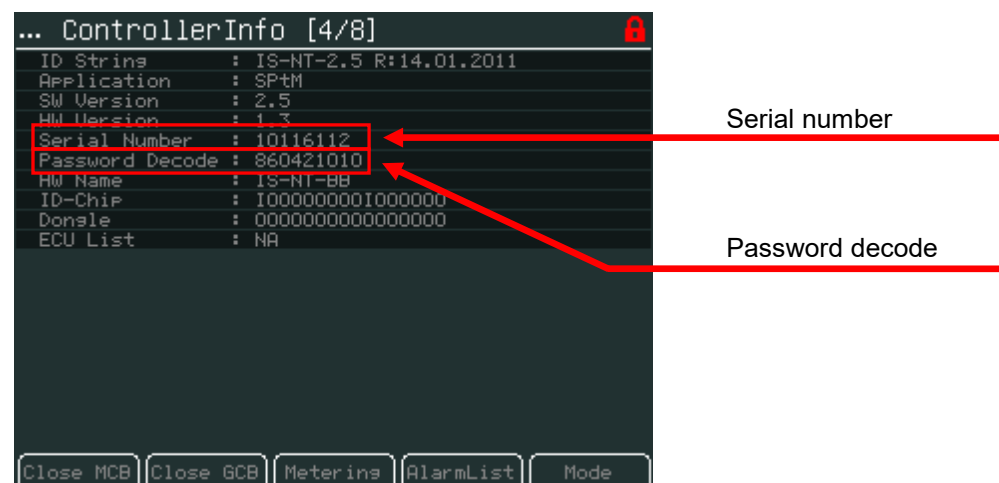 ... ControllerInfo [4/8]
ID String : IS-NT-2.5 R:14.01.2011
Application : SPtM
SW Version : 2.5
HW Version : 1.3
Serial Number : 10116112
Password Decode : 860421010
HW Name : IS-NT-BB
ID-Chip : I00000000I000000
Dongle : 0000000000000000
ECU List : NA
Serial number
Password decode
Close MCB Close GCB Metering AlarmList Mode